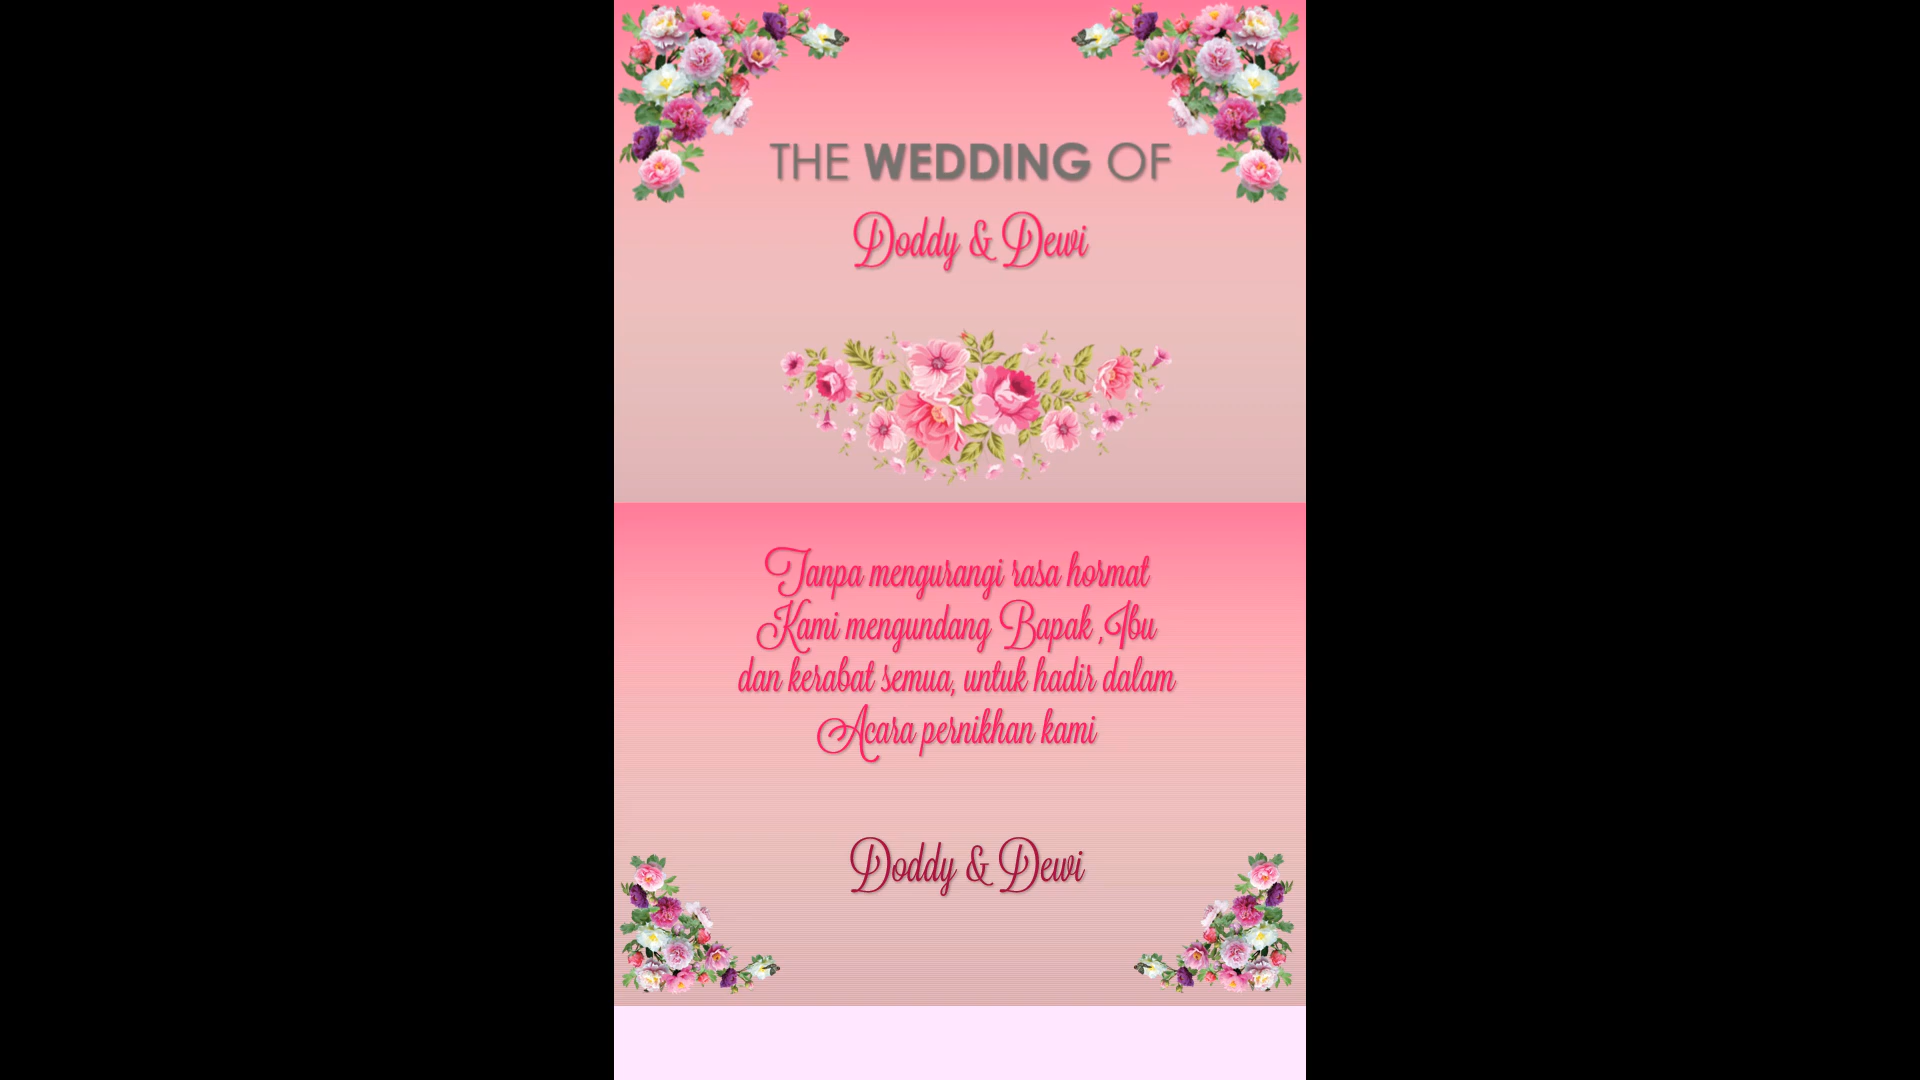 THE WEDDING OF
Doddy & Dewi
Tanpa mengurangi rasa hormat
Kami mengundang Bapak ,Ibu
dan kerabat semua, untuk hadir dalam
Acara pernikhan kami
Doddy & Dewi